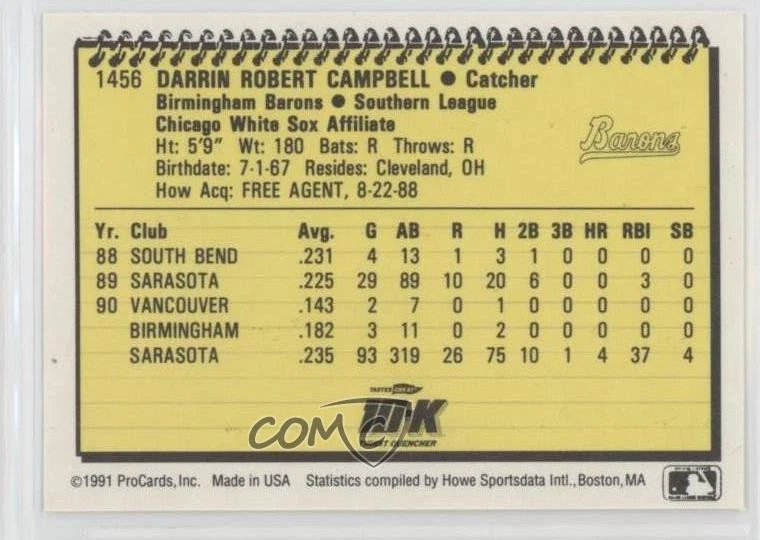 1456 DARRIN ROBERT CAMPBELL ● Catcher
Birmingham Barons ● Southern League
Chicago White Sox Affiliate
Ht: 5'9" Wt: 180 Bats: R Throws: R
Birthdate: 7-1-67 Resides: Cleveland, OH
How Acq: FREE AGENT, 8-22-88
Barons
Yr. Club Avg. G AB R H 2B 3B HR RBI SB
88 SOUTH BEND .231 4 13 1 3 1 0 0 0 0
89 SARASOTA .225 29 89 10 20 6 0 0 3 0
90 VANCOUVER .143 2 7 0 1 0 0 0 0 0
BIRMINGHAM .182 3 11 0 2 0 0 0 0 0
SARASOTA .235 93 319 26 75 10 1 4 37 4
COMC
QUENCHER
©1991 ProCards, Inc. Made in USA Statistics compiled by Howe Sportsdata Intl., Boston, MA